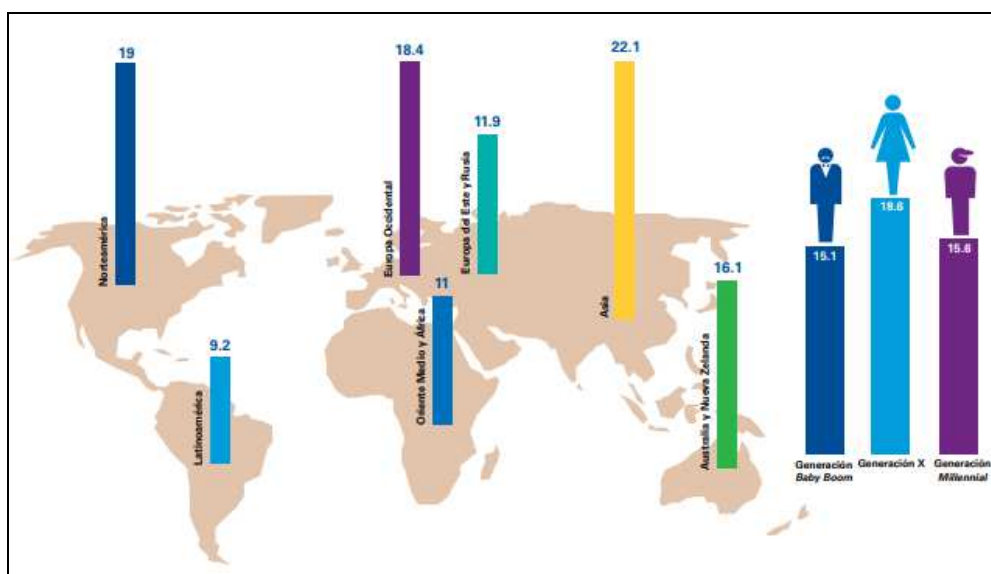 19
Norteamérica
9.2
Latinoamérica
18.4
Europa Occidental
11.9
Europa del Este y Rusia
11
Oriente Medio y África
22.1
Asia
16.1
Australia y Nueva Zelanda
15.1
Generación
Baby Boom
18.6
Generación X
15.6
Generación
Millennial